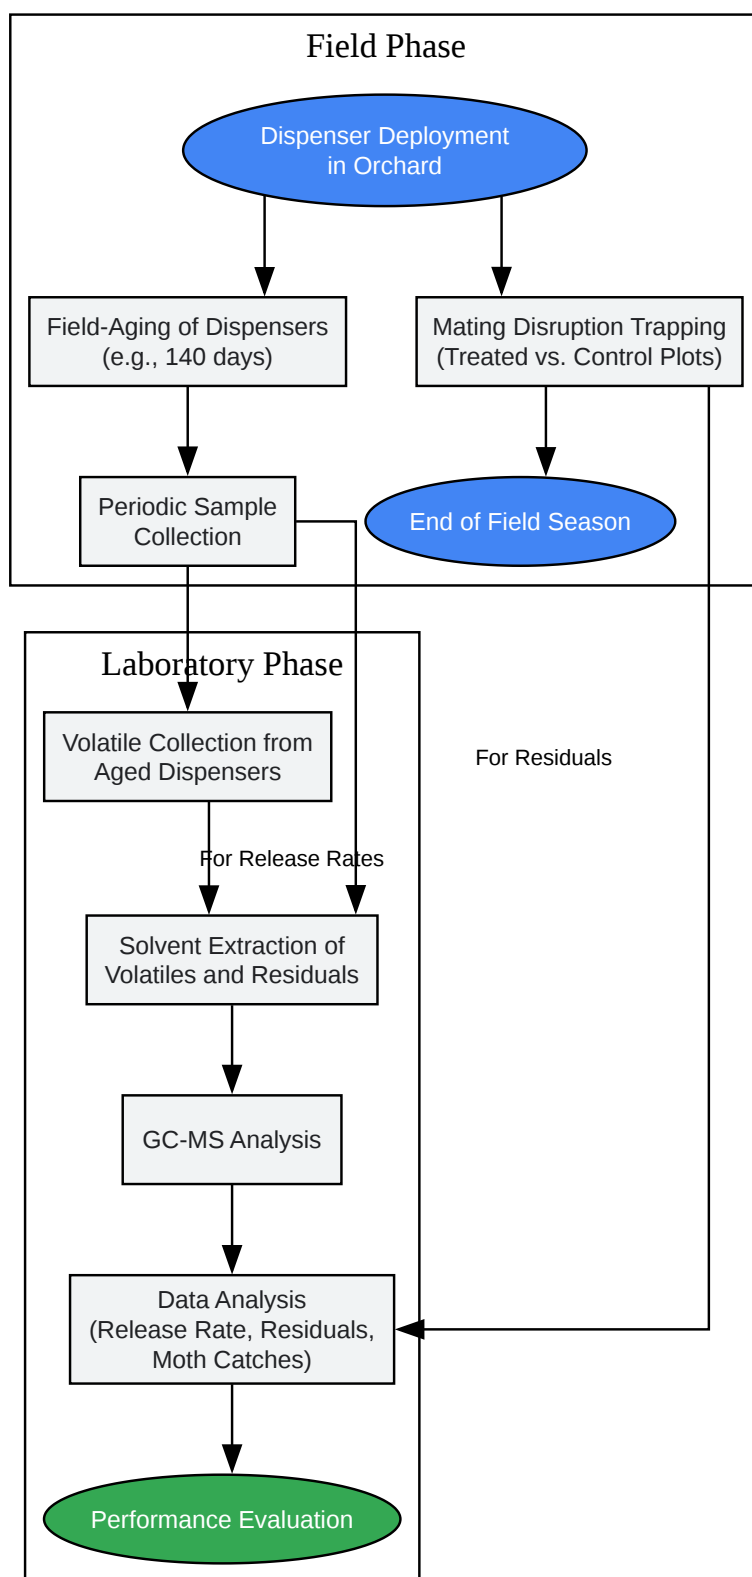 Field Phase
Dispenser Deployment
in Orchard
Field-Aging of Dispensers
(e.g., 140 days)
Mating Disruption Trapping
(Treated vs. Control Plots)
Periodic Sample
Collection
End of Field Season
Laboratory Phase
Volatile Collection from
Aged Dispensers
For Residuals
For Release Rates
Solvent Extraction of
Volatiles and Residuals
GC-MS Analysis
Data Analysis
(Release Rate, Residuals,
Moth Catches)
Performance Evaluation